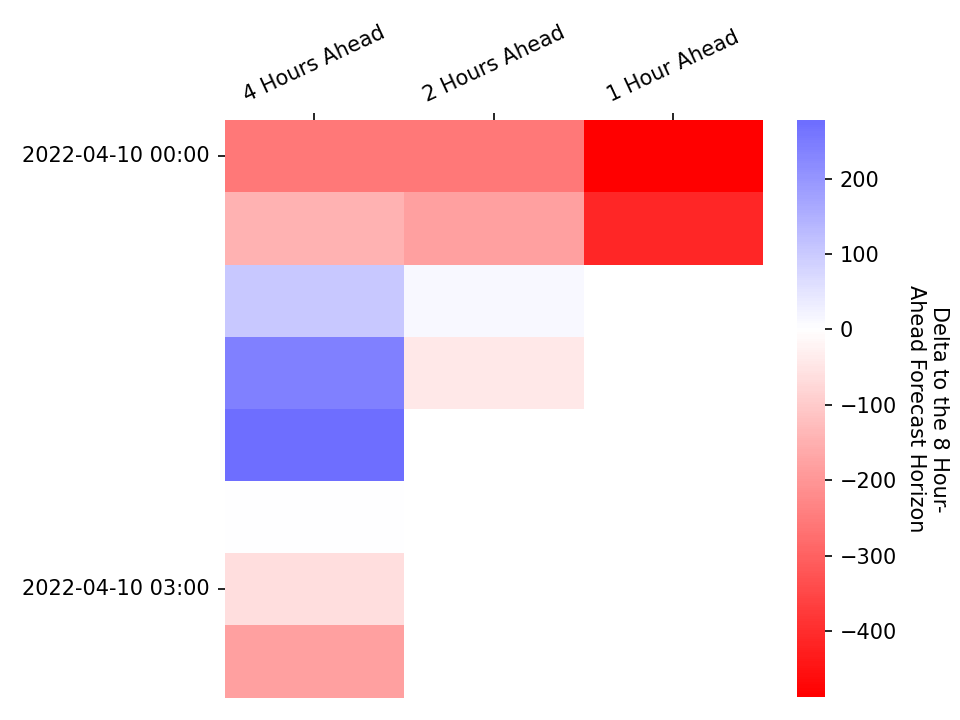 4 Hours Ahead
2 Hours Ahead
1 Hour Ahead
2022-04-10 00:00
2022-04-10 03:00
200
100
0
−100
−200
−300
−400
Delta to the 8 Hour-
Ahead Forecast Horizon